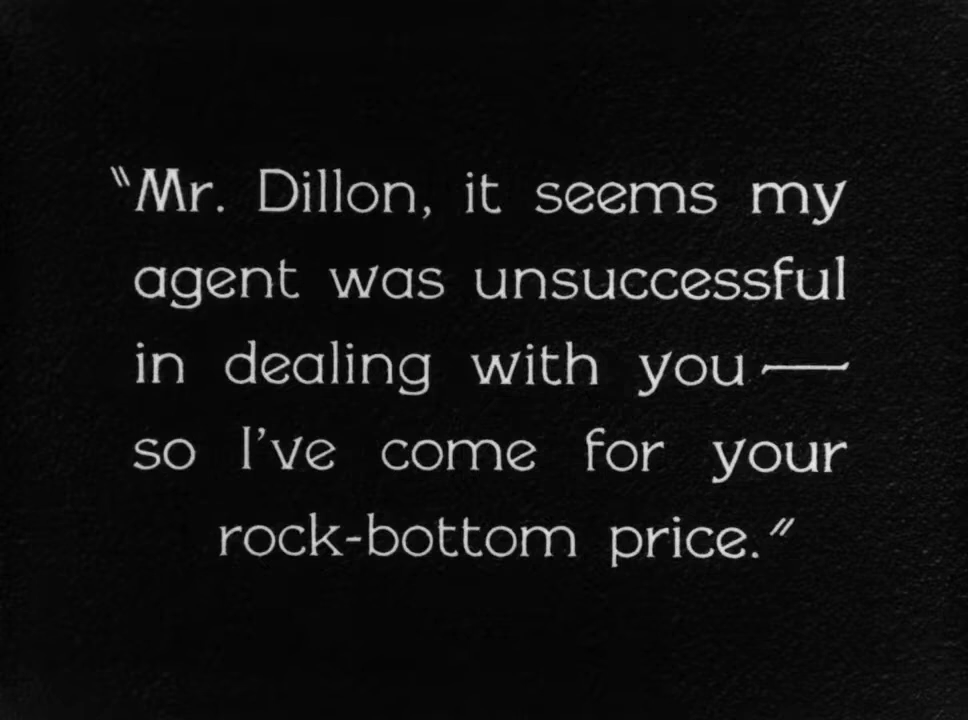 "Mr. Dillon, it seems my
agent was unsuccessful
in dealing with you—
so I've come for your
rock-bottom price."